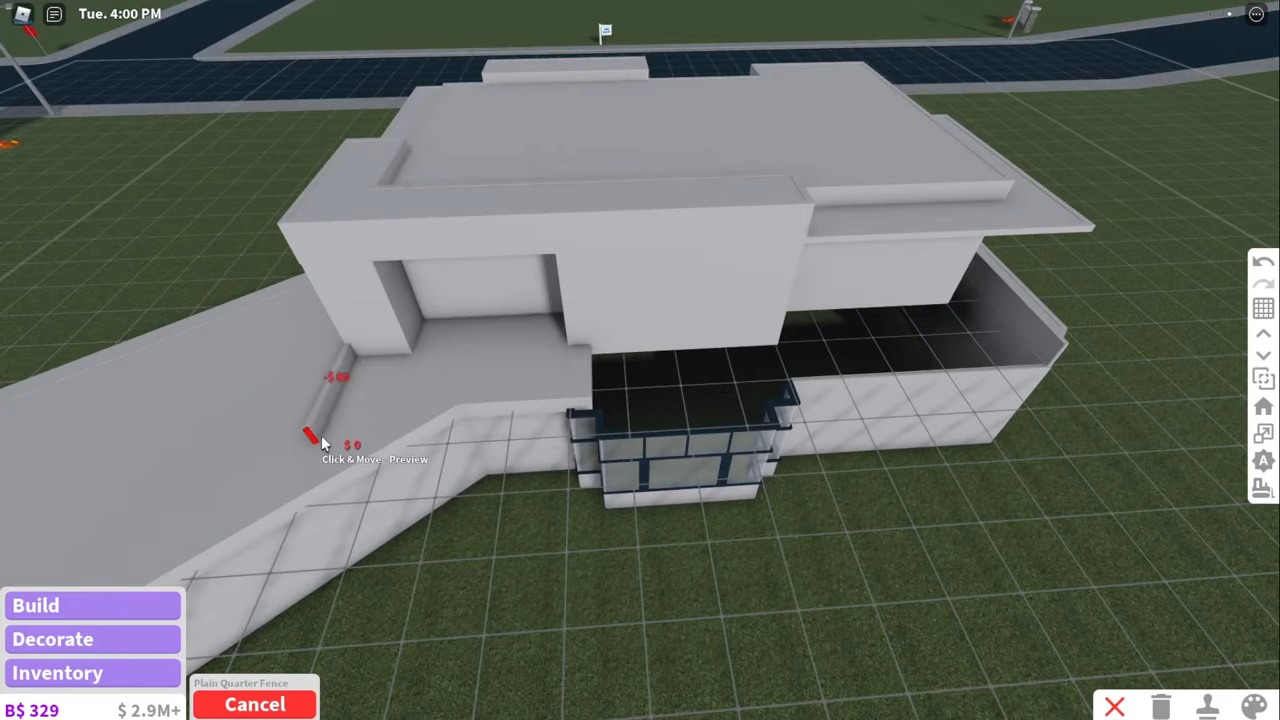 Tue. 4:00 PM
$ 0
Click & Move - Preview
Build
Decorate
Inventory
B$ 329
$ 2.9M+
Plain Quarter Fence
Cancel
A